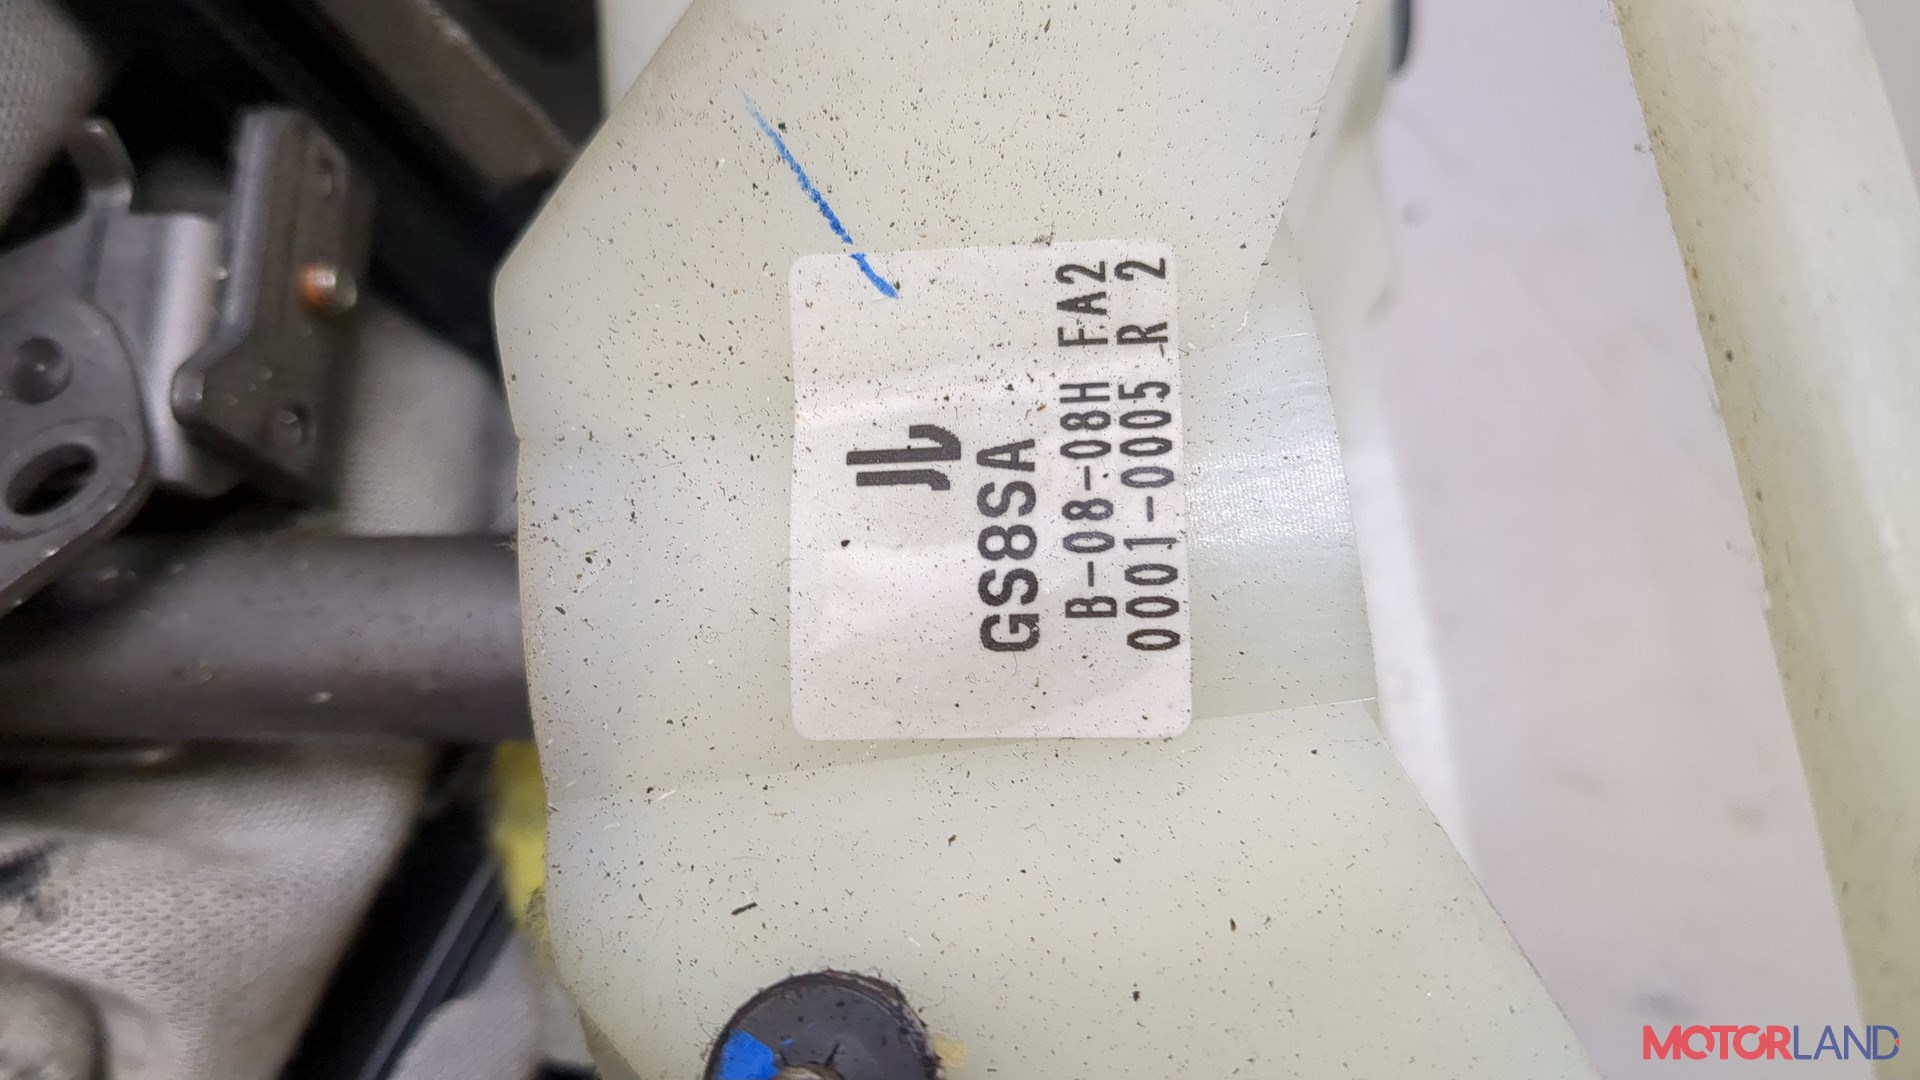 JL
GS8SA
B-08-08H FA2
0001-0005 R 2
MOTORLAND